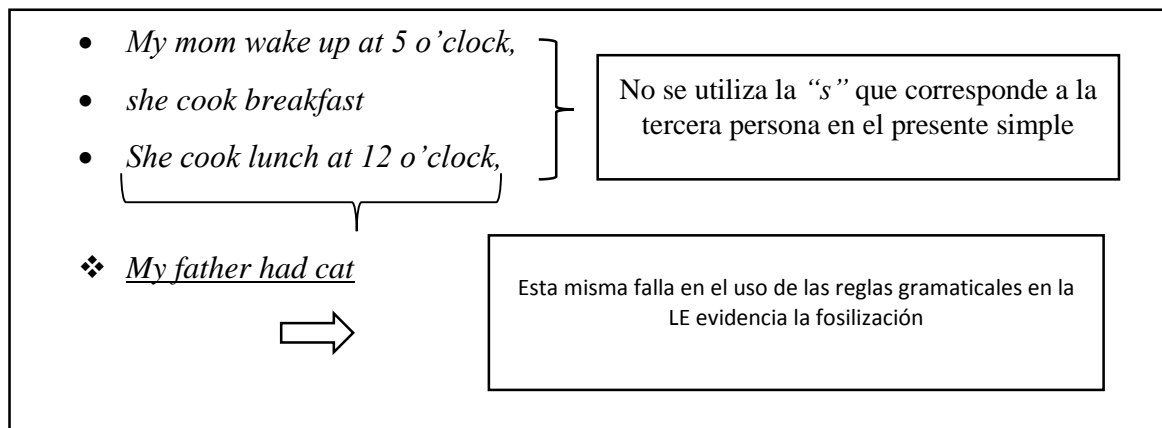 • My mom wake up at 5 o’clock,
• she cook breakfast
• She cook lunch at 12 o’clock,
No se utiliza la “s” que corresponde a la
tercera persona en el presente simple
❖ My father had cat
Esta misma falla en el uso de las reglas gramaticales en la
LE evidencia la fosilización